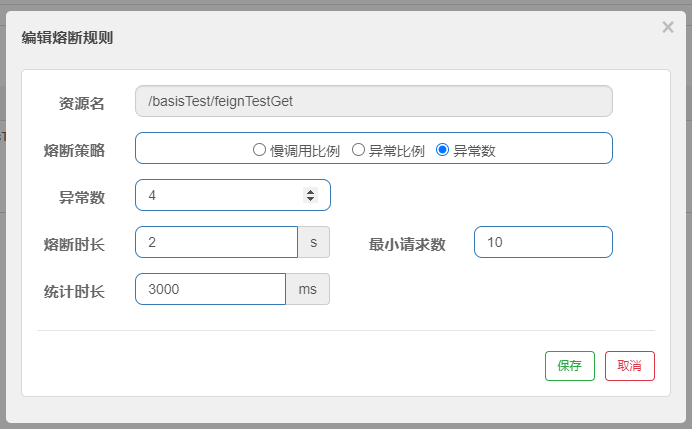 编辑熔断规则
资源名 /basisTest/feignTestGet
熔断策略 慢调用比例 异常比例 异常数
异常数 4
熔断时长 2 s 最小请求数 10
统计时长 3000 ms
保存 取消